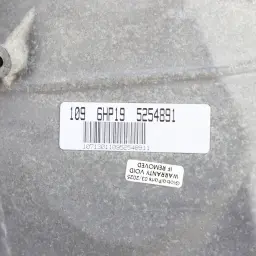 109 6HP19 5254891
WARRANTY VOID
IF REMOVED